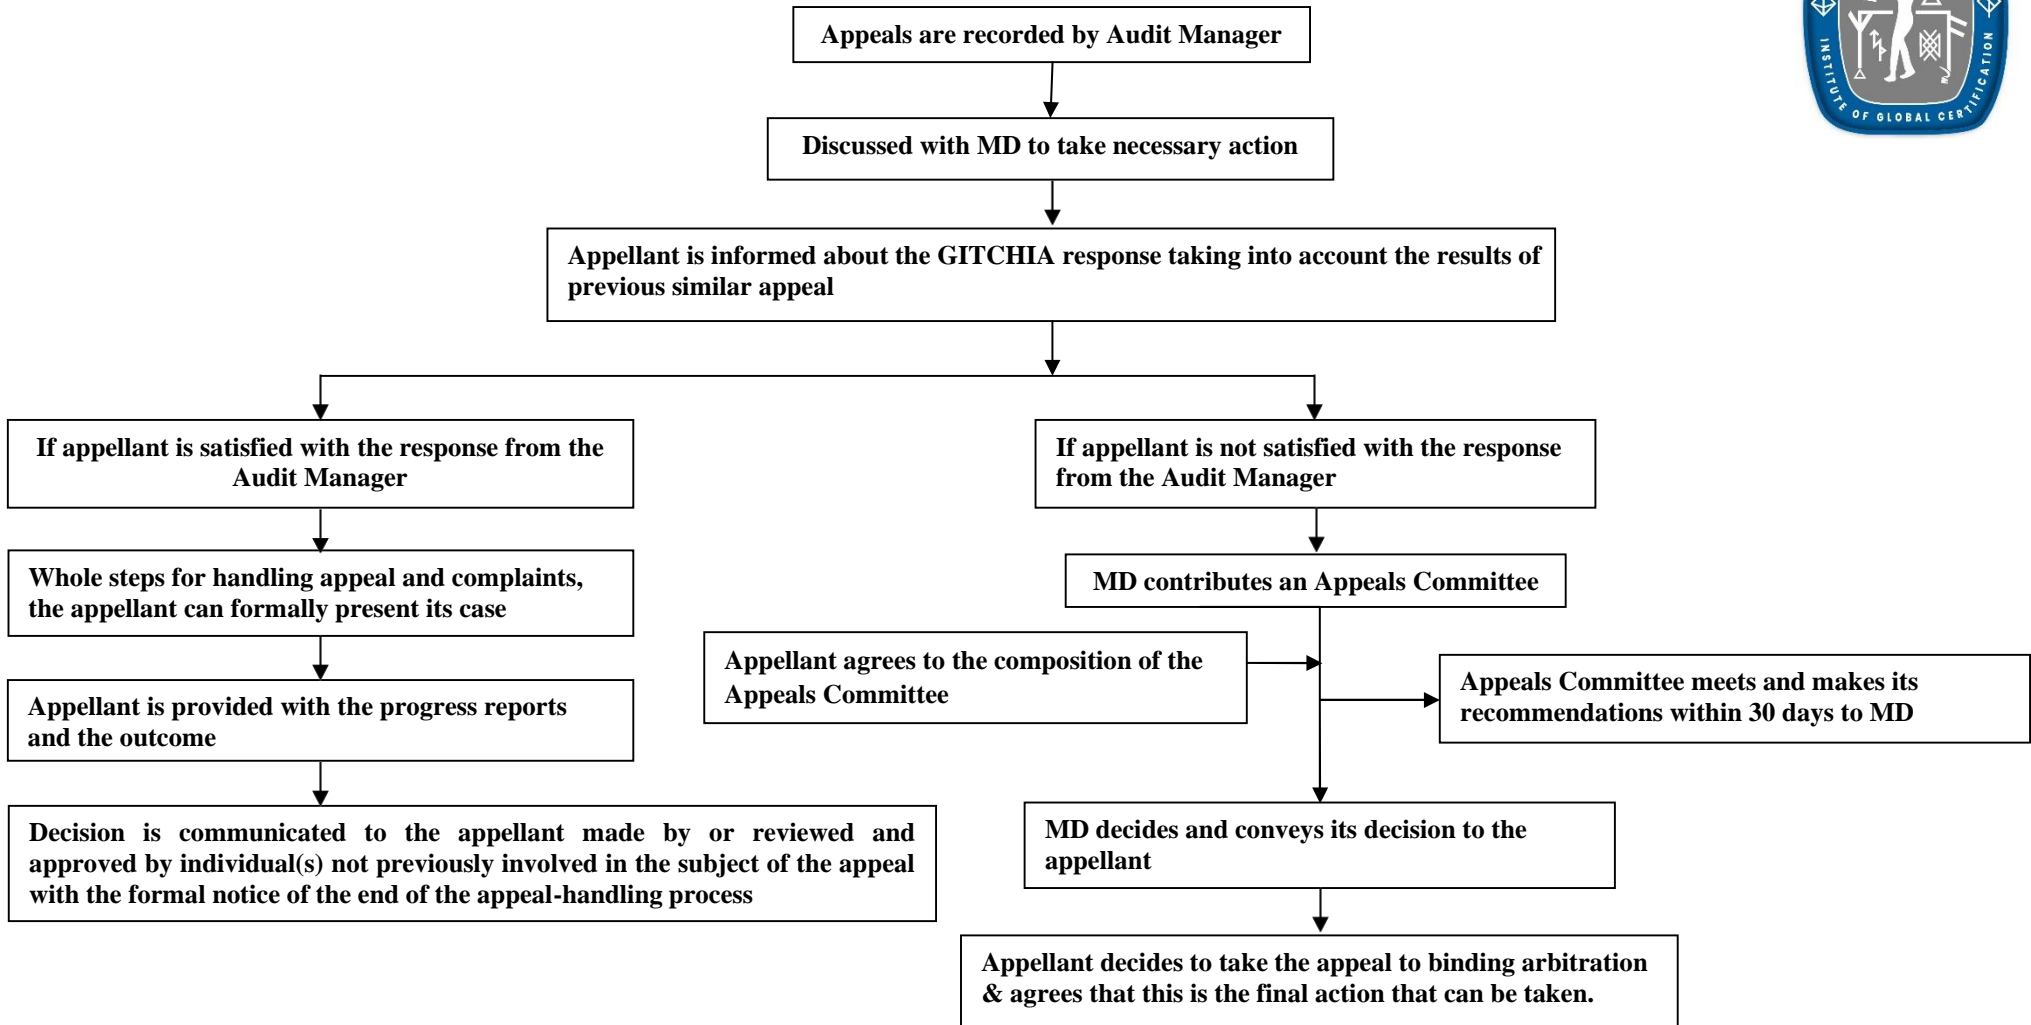 Appeals are recorded by Audit Manager
INSTITUTE OF GLOBAL CERTIFICATION
Discussed with MD to take necessary action
Appellant is informed about the GITCHIA response taking into account the results of
previous similar appeal
If appellant is satisfied with the response from the
Audit Manager
If appellant is not satisfied with the response
from the Audit Manager
Whole steps for handling appeal and complaints,
the appellant can formally present its case
MD contributes an Appeals Committee
Appellant agrees to the composition of the
Appeals Committee
Appeals Committee meets and makes its
recommendations within 30 days to MD
Appellant is provided with the progress reports
and the outcome
Decision is communicated to the appellant made by or reviewed and
approved by individual(s) not previously involved in the subject of the appeal
with the formal notice of the end of the appeal-handling process
MD decides and conveys its decision to the
appellant
Appellant decides to take the appeal to binding arbitration
& agrees that this is the final action that can be taken.